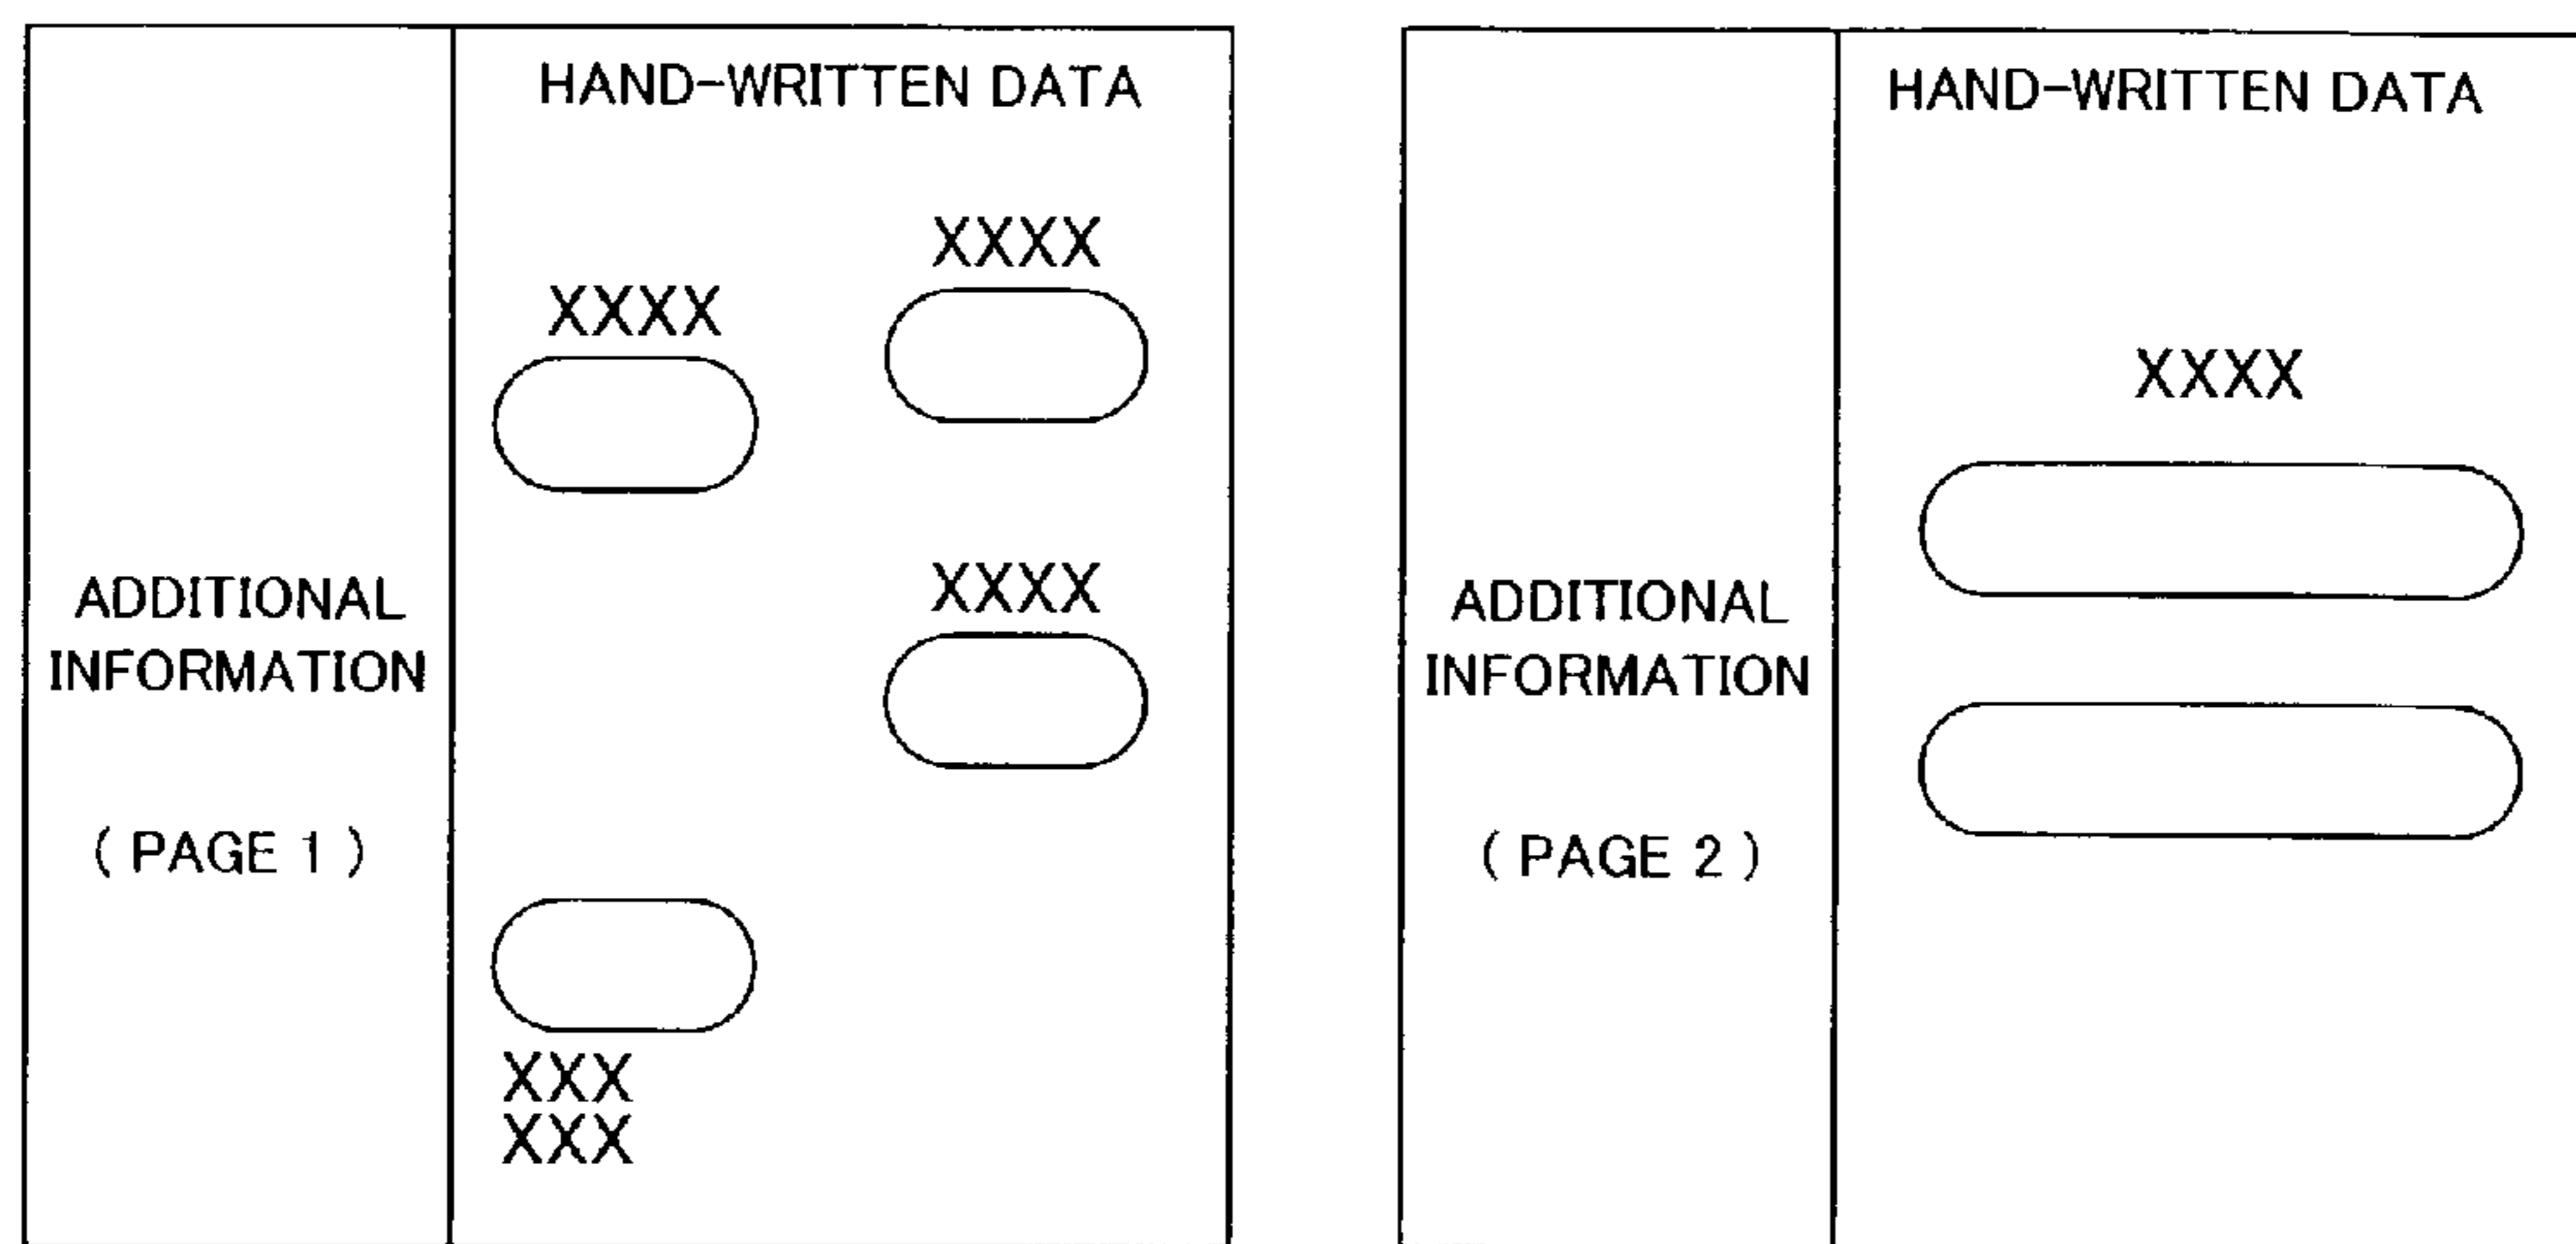 HAND-WRITTEN DATA
XXXX
XXXX
XXXX
XXX
XXX
ADDITIONAL
INFORMATION
( PAGE 1 )
HAND-WRITTEN DATA
XXXX
ADDITIONAL
INFORMATION
( PAGE 2 )